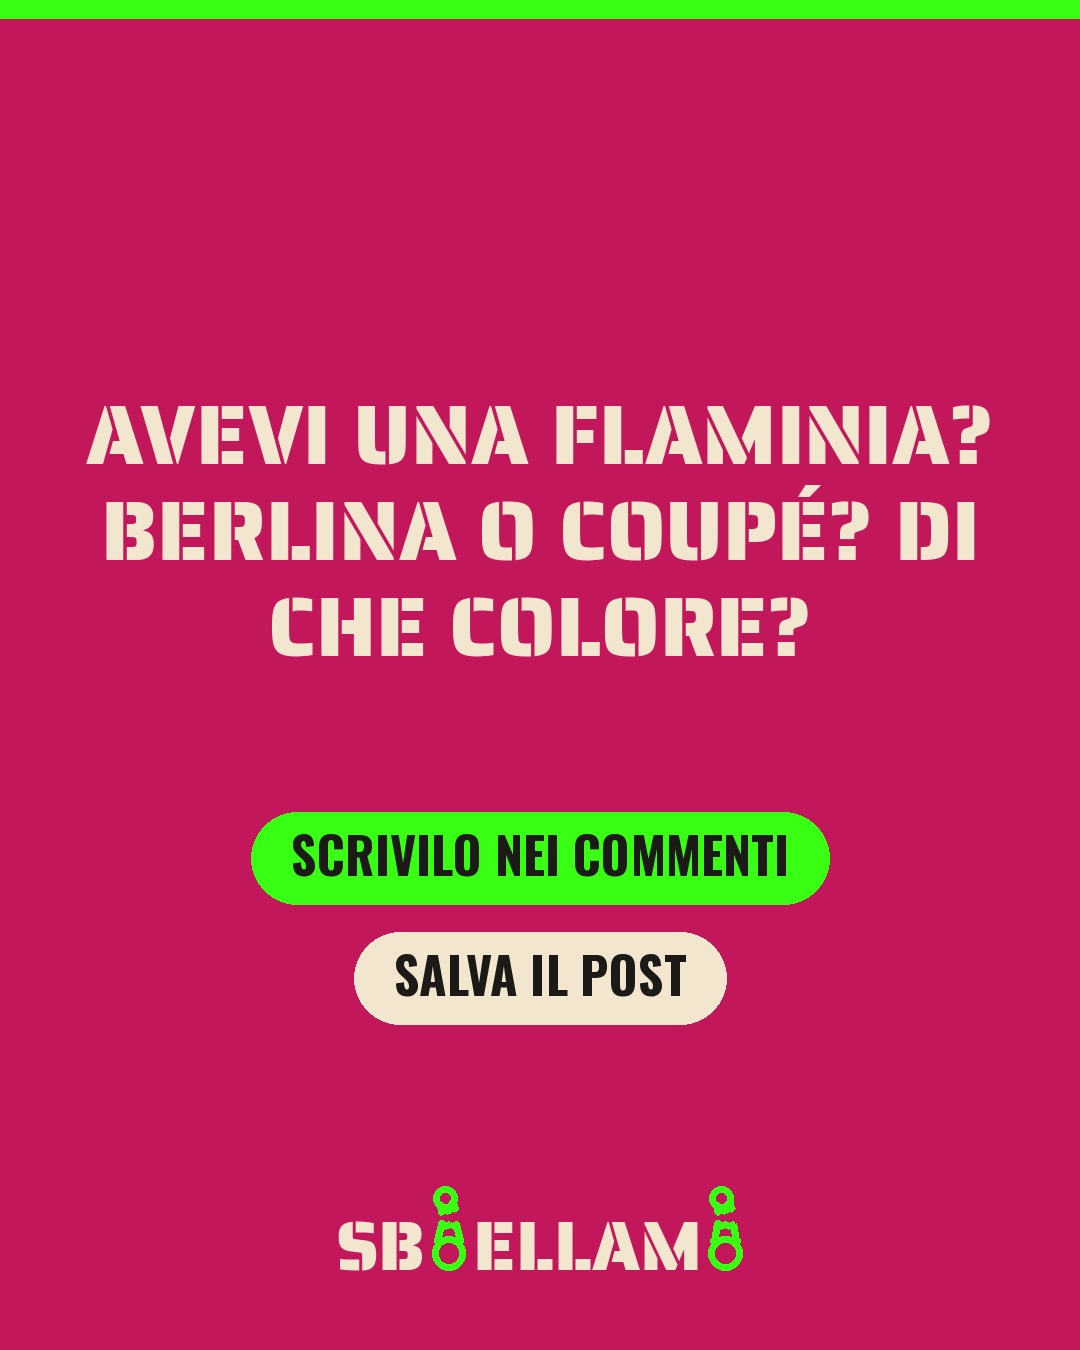 AVEVI UNA FLAMINIA?
BERLINA O COUPÉ? DI
CHE COLORE?
SCRIVILO NEI COMMENTI
SALVA IL POST
SBIELLAMI